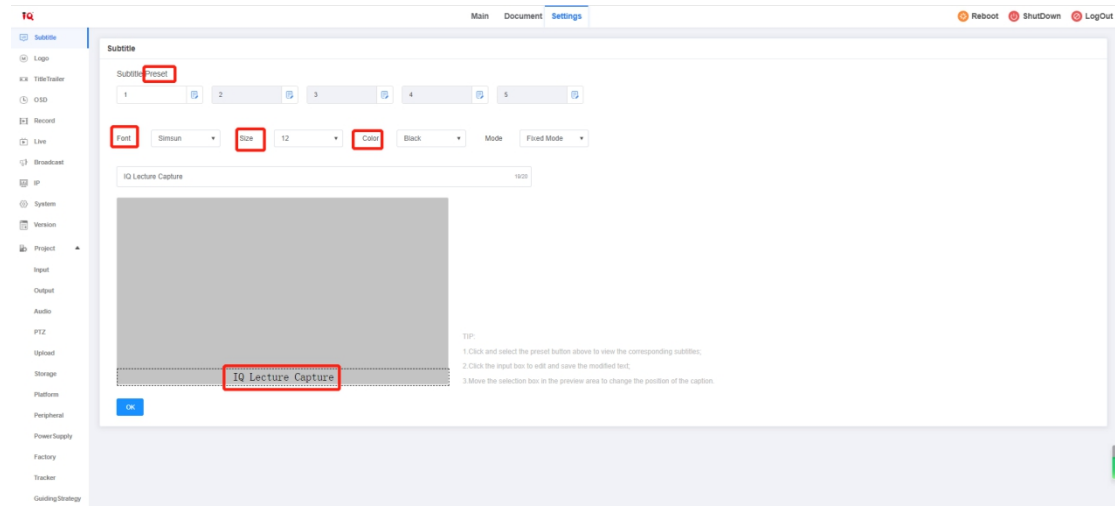 IQ
Main Document Settings
Reboot ShutDown LogOut
Subtitle
Logo
TitleTrailer
OSD
Record
Live
Broadcast
IP
System
Version
Project
Input
Output
Audio
PTZ
Upload
Storage
Platform
Peripheral
PowerSupply
Factory
Tracker
GuidingStrategy
Subtitle
Subtitle Preset
1 2 3 4 5
Font Simsun Size 12 Color Black Mode Fixed Mode
IQ Lecture Capture
IQ Lecture Capture
TIP:
1.Click and select the preset button above to view the corresponding subtitles;
2.Click the input box to edit and save the modified text;
3.Move the selection box in the preview area to change the position of the caption.
OK